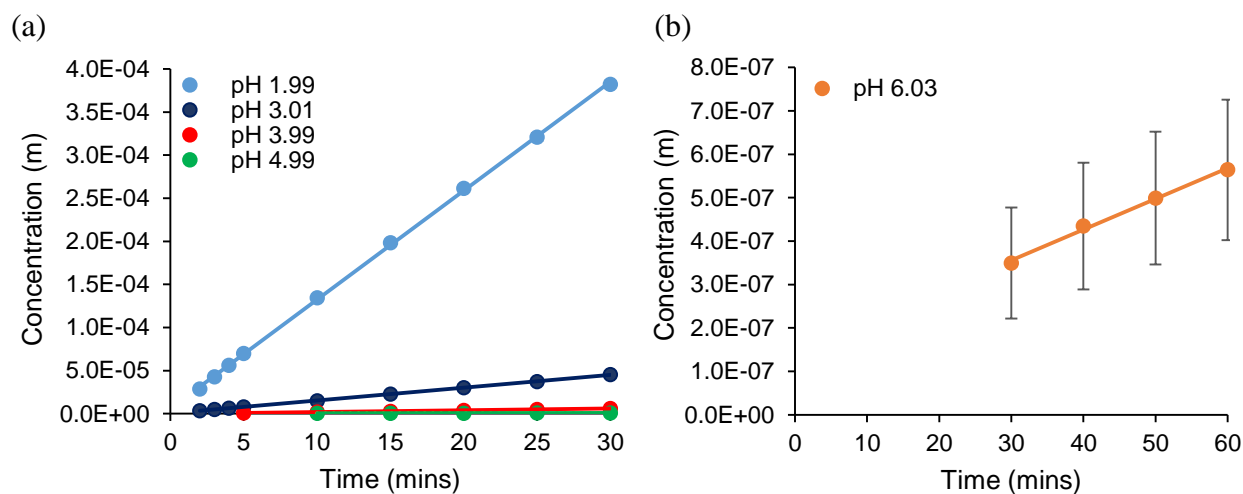 (a)
pH 1.99
pH 3.01
pH 3.99
pH 4.99
Concentration (m)
4.0E-04
3.5E-04
3.0E-04
2.5E-04
2.0E-04
1.5E-04
1.0E-04
5.0E-05
0.0E+00
0 5 10 15 20 25 30
Time (mins)
(b)
pH 6.03
Concentration (m)
8.0E-07
7.0E-07
6.0E-07
5.0E-07
4.0E-07
3.0E-07
2.0E-07
1.0E-07
0.0E+00
0 10 20 30 40 50 60
Time (mins)